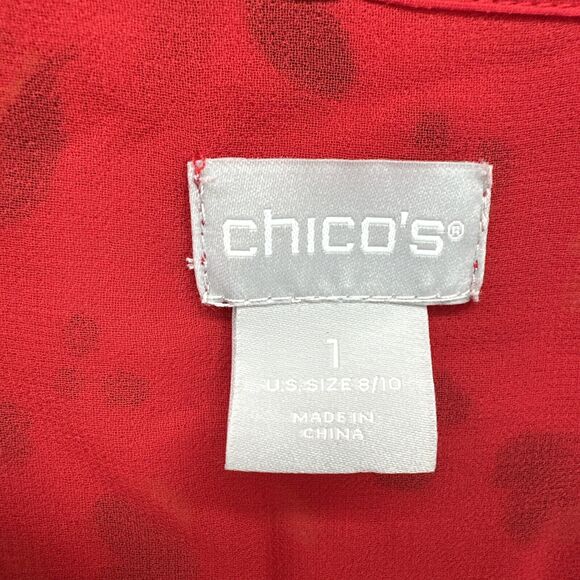 chico's®
1
U.S. SIZE 8/10
MADE IN
CHINA